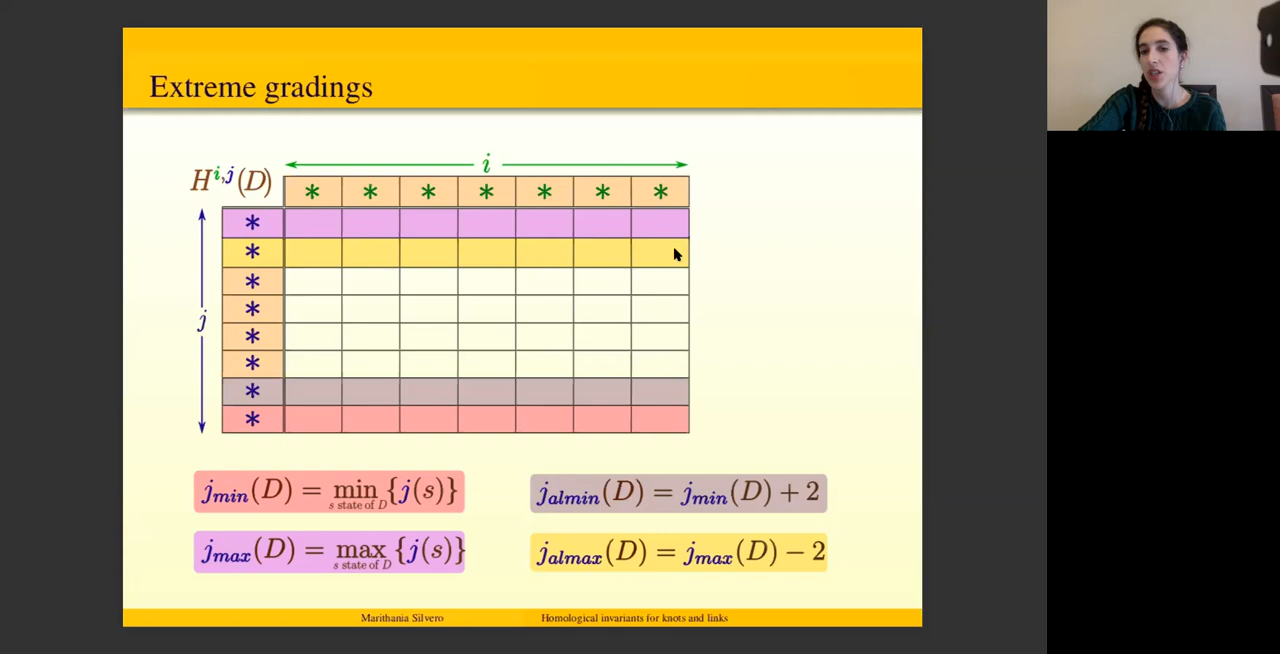 Extreme gradings
i
H^{i,j}(D)
* * * * * * *
*
*
*
*
j
*
*
*
*
j_{min}(D) = min_{s state of D} {j(s)}
j_{almin}(D) = j_{min}(D) + 2
j_{max}(D) = max_{s state of D} {j(s)}
j_{almax}(D) = j_{max}(D) − 2
Marithania Silvero
Homological invariants for knots and links